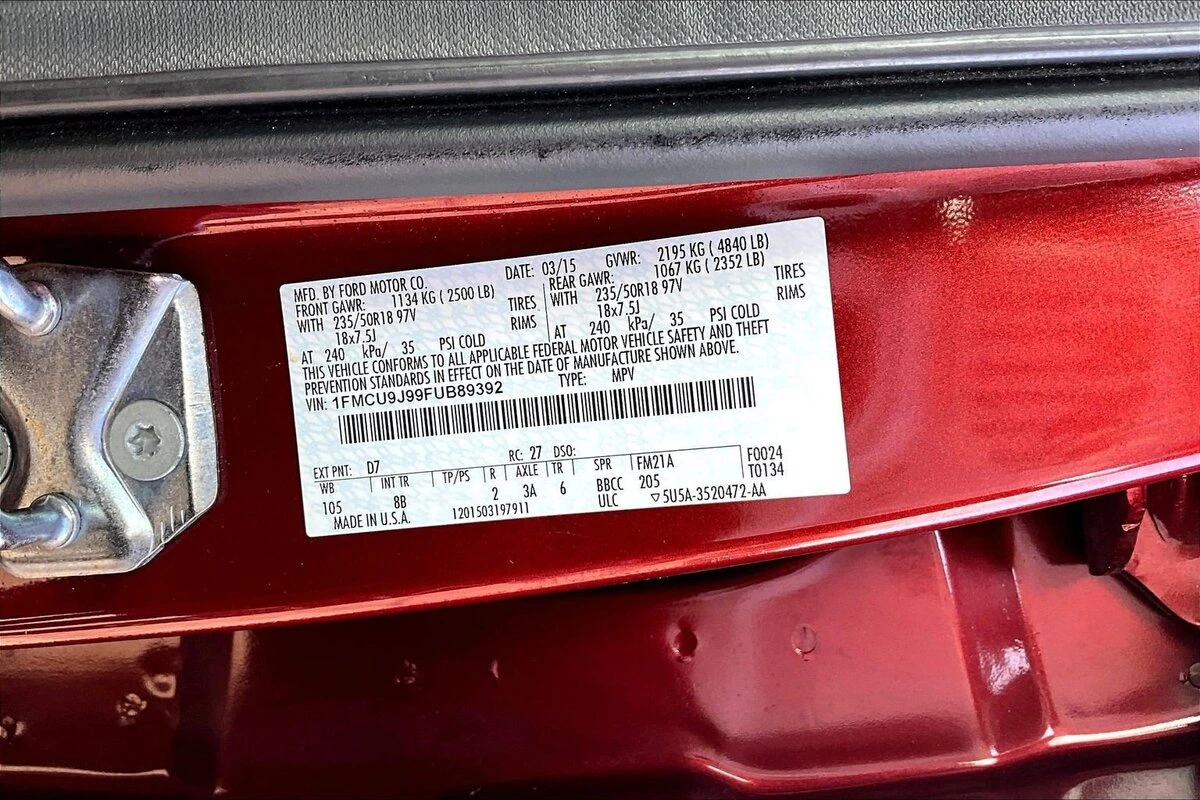 MFD. BY FORD MOTOR CO.
DATE: 03/15 GVWR: 2195 KG ( 4840 LB)
FRONT GAWR: 1134 KG ( 2500 LB)
WITH 235/50R18 97V TIRES
18x7.5J RIMS
AT 240 kPa/ 35 PSI COLD
REAR GAWR: 1067 KG ( 2352 LB)
WITH 235/50R18 97V TIRES
18x7.5J RIMS
AT 240 kPa/ 35 PSI COLD
THIS VEHICLE CONFORMS TO ALL APPLICABLE FEDERAL MOTOR VEHICLE SAFETY AND THEFT
PREVENTION STANDARDS IN EFFECT ON THE DATE OF MANUFACTURE SHOWN ABOVE.
VIN: 1FMCU9J99FUB89392 TYPE: MPV
EXT PNT: D7 RC: 27 DSO: F0024
WB INT TR TP/PS R AXLE TR SPR FM21A T0134
105 8B 2 3A 6 BBCC 205
MADE IN U.S.A. 1201503197911 ULC ▽5U5A-3520472-AA